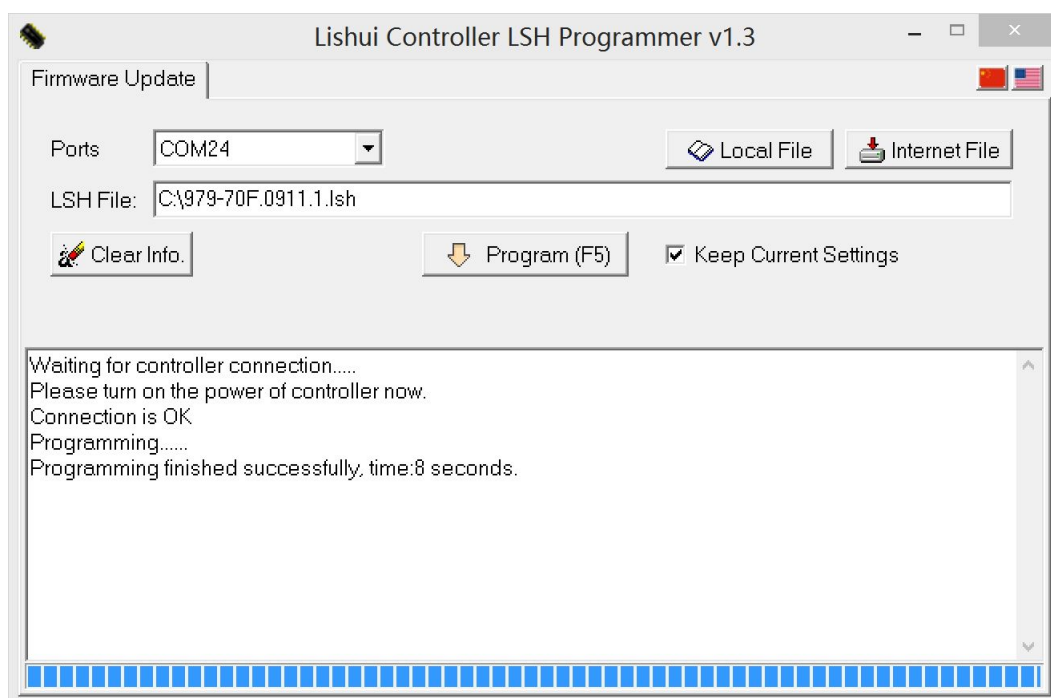 Lishui Controller LSH Programmer v1.3
Firmware Update
Ports COM24 Local File Internet File
LSH File: C:\979-70F.0911.1.lsh
Clear Info. Program (F5) Keep Current Settings
Waiting for controller connection.....
Please turn on the power of controller now.
Connection is OK
Programming......
Programming finished successfully, time:8 seconds.